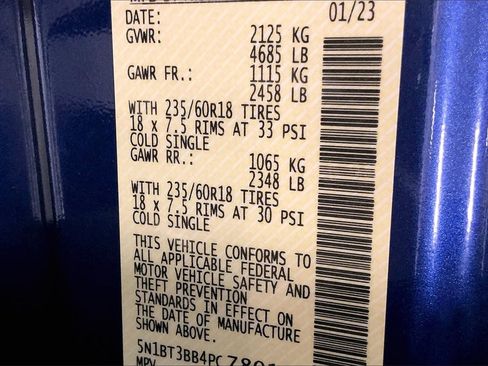 DATE: 01/23
GVWR: 2125 KG
4685 LB
GAWR FR.: 1115 KG
2458 LB
WITH 235/60R18 TIRES
18 x 7.5 RIMS AT 33 PSI
COLD SINGLE
GAWR RR.: 1065 KG
2348 LB
WITH 235/60R18 TIRES
18 x 7.5 RIMS AT 30 PSI
COLD SINGLE
THIS VEHICLE CONFORMS TO
ALL APPLICABLE FEDERAL
MOTOR VEHICLE SAFETY AND
THEFT PREVENTION
STANDARDS IN EFFECT ON
THE DATE OF MANUFACTURE
SHOWN ABOVE.
5N1BT3BB4PC
MPV